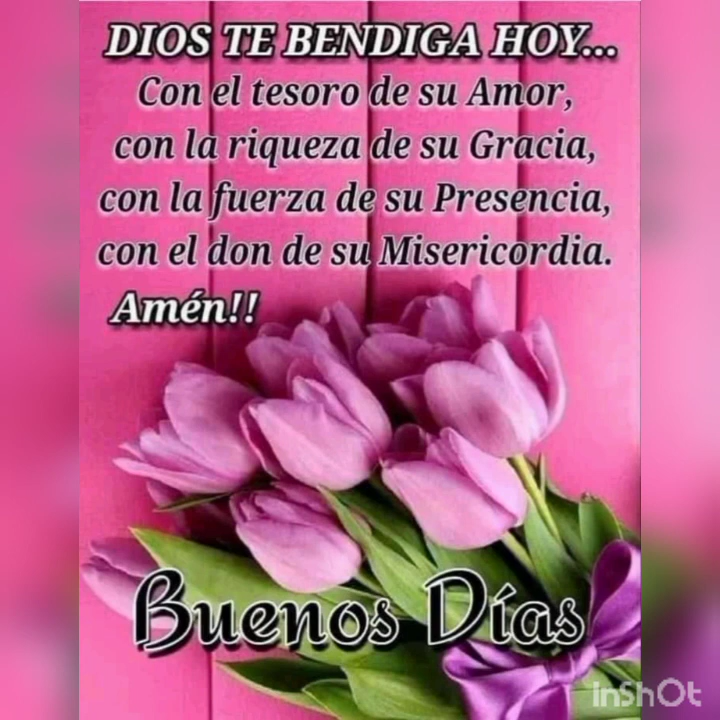 DIOS TE BENDIGA HOY...
Con el tesoro de su Amor,
con la riqueza de su Gracia,
con la fuerza de su Presencia,
con el don de su Misericordia.
Amén!!
Buenos Días
InShOt